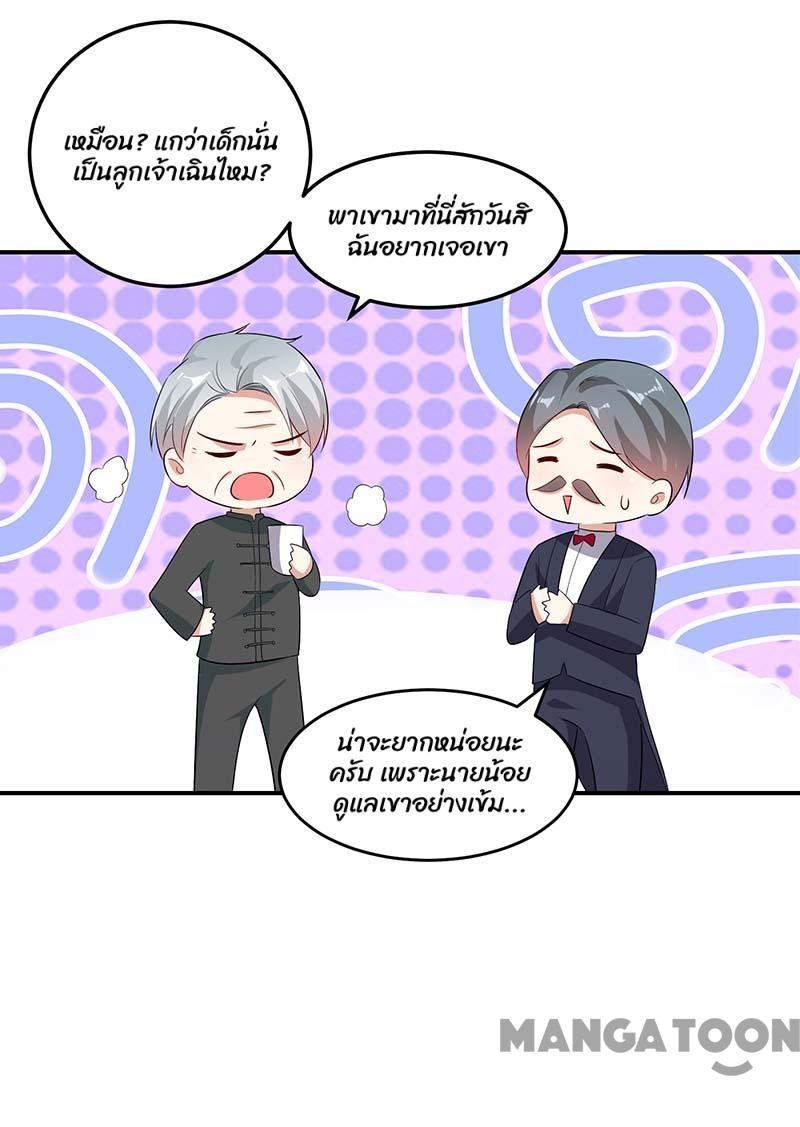 เหมือน? แกว่าเด็กนั่น
เป็นลูกเจ้าเฉินไหม?
พาเขามาที่นี่สักวันสิ
ฉันอยากเจอเขา
น่าจะยากหน่อยนะ
ครับ เพราะนายน้อย
ดูแลเขาอย่างเข้ม...
MANGATOON